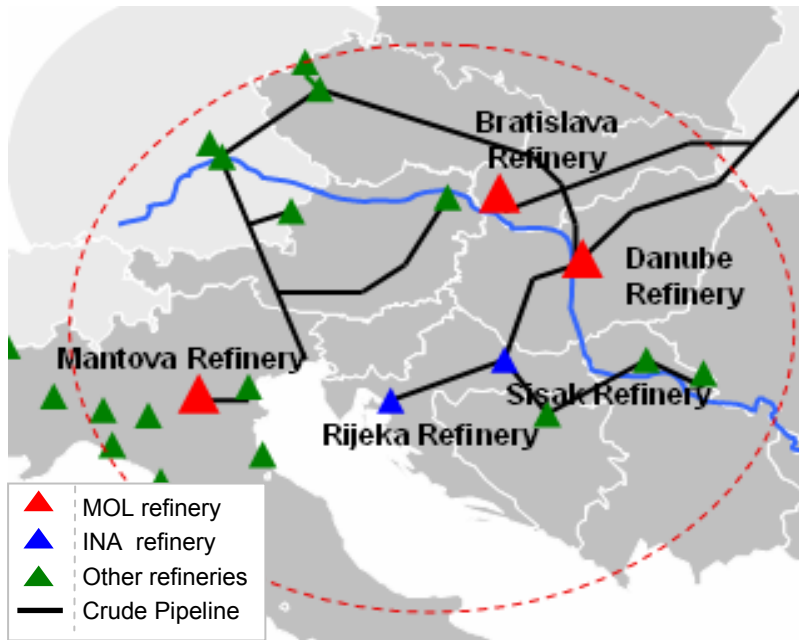 Bratislava
Refinery
Danube
Refinery
Mantova Refinery
Sisak Refinery
Rijeka Refinery
MOL refinery
INA refinery
Other refineries
Crude Pipeline